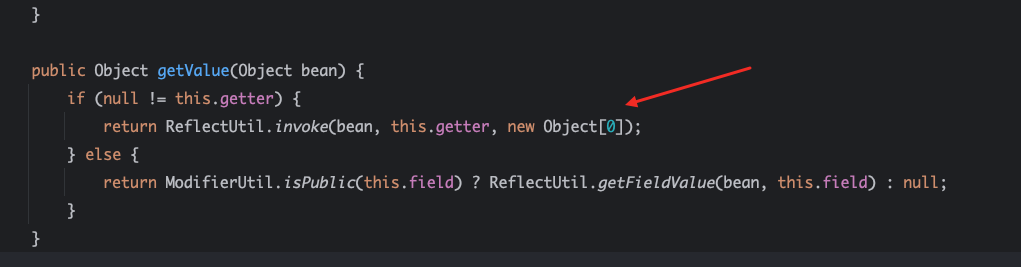 }
public Object getValue(Object bean) {
if (null != this.getter) {
return ReflectUtil.invoke(bean, this.getter, new Object[0]);
} else {
return ModifierUtil.isPublic(this.field) ? ReflectUtil.getFieldValue(bean, this.field) : null;
}
}